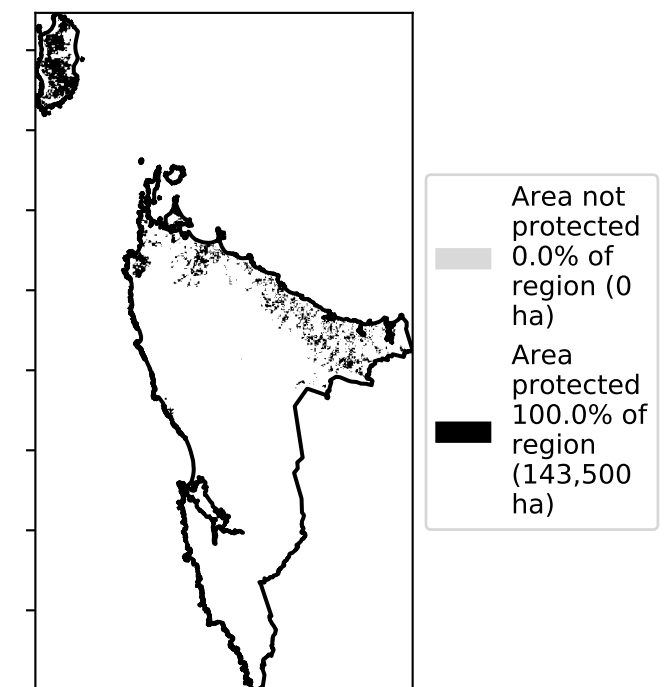 Area not
protected
0.0% of
region (0
ha)
Area
protected
100.0% of
region
(143,500
ha)